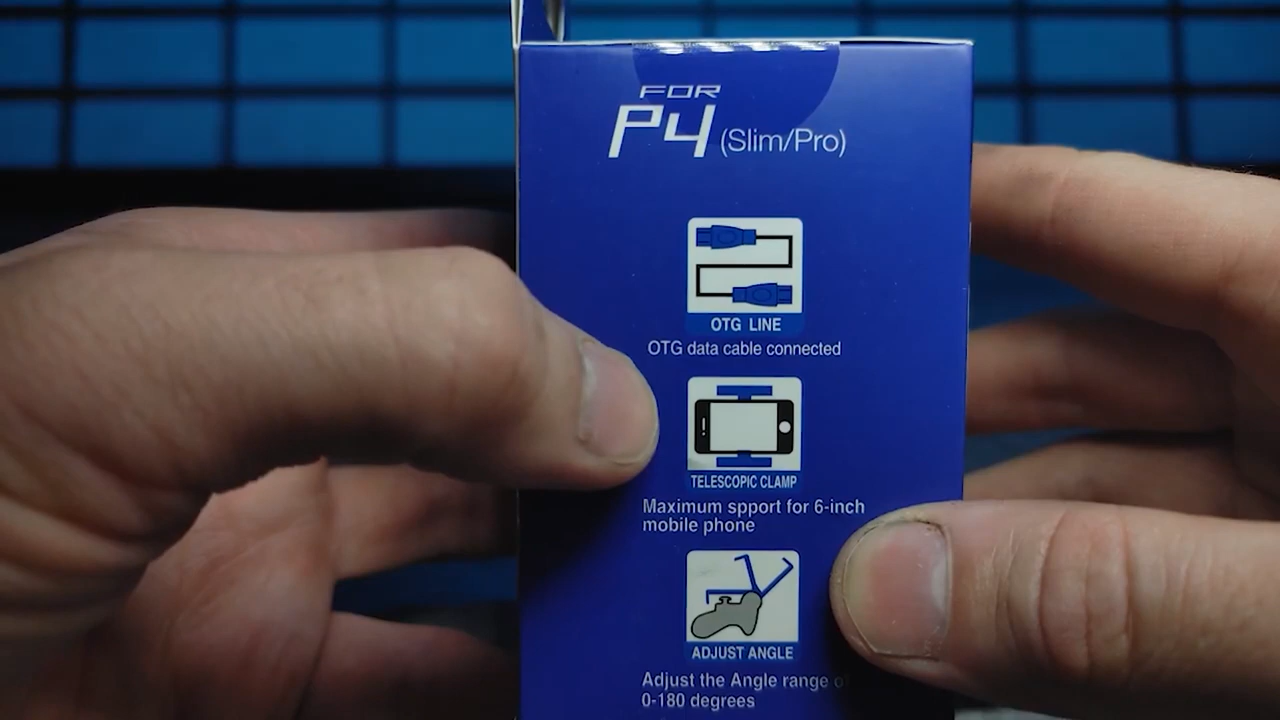 FOR
P4 (Slim/Pro)
OTG LINE
OTG data cable connected
TELESCOPIC CLAMP
Maximum spport for 6-inch
mobile phone
ADJUST ANGLE
Adjust the Angle range of
0-180 degrees